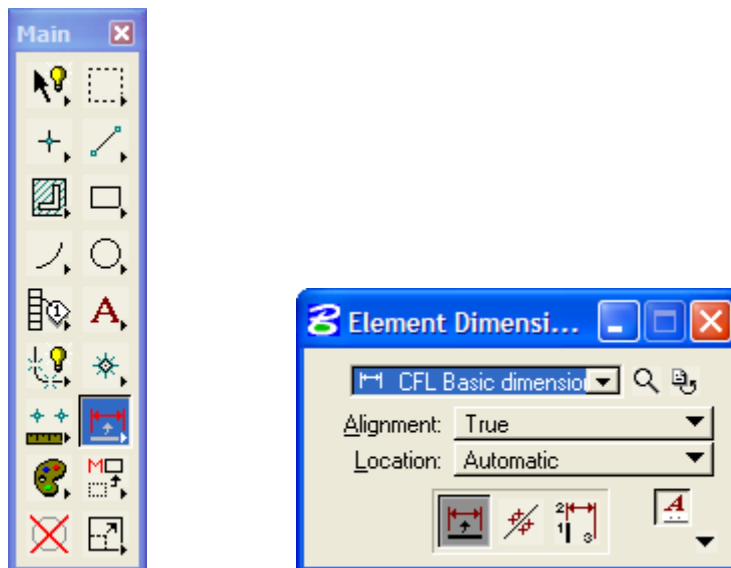 Main
Element Dimensi...
CFL Basic dimensio
Alignment: True
Location: Automatic